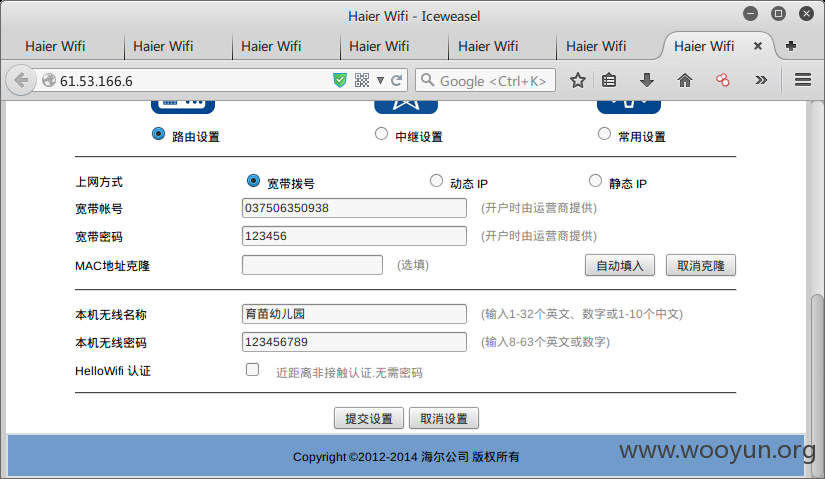 Haier Wifi - Iceweasel
Haier Wifi Haier Wifi Haier Wifi Haier Wifi Haier Wifi Haier Wifi Haier Wifi
61.53.166.6 Google <Ctrl+K>
路由设置 中继设置 常用设置
上网方式 宽带拨号 动态 IP 静态 IP
宽带帐号 037506350938 (开户时由运营商提供)
宽带密码 123456 (开户时由运营商提供)
MAC地址克隆 (选填) 自动填入 取消克隆
本机无线名称 育苗幼儿园 (输入1-32个英文、数字或1-10个中文)
本机无线密码 123456789 (输入8-63个英文或数字)
HelloWifi 认证 近距离非接触认证.无需密码
提交设置 取消设置
Copyright ©2012-2014 海尔公司 版权所有
www.wooyun.org